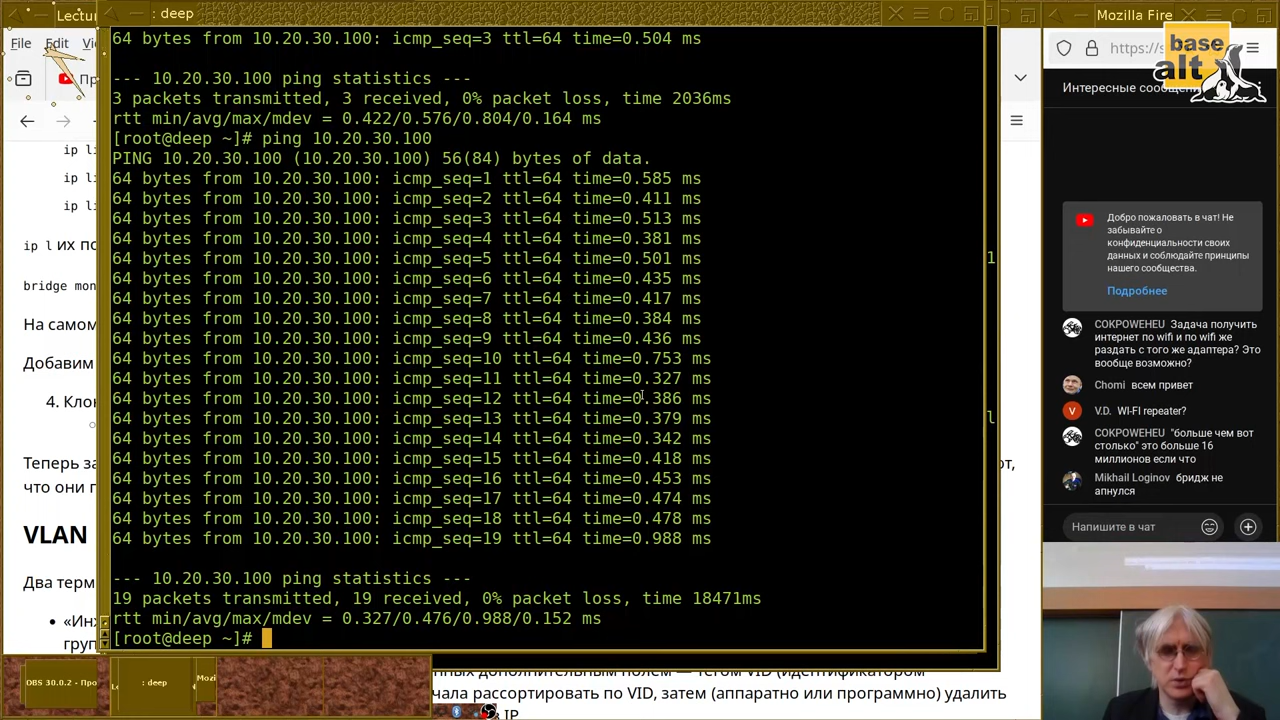 Lectur
: deep
Mozilla Fire
File Edit Vi
https://s
base
alt
Пр
Интересные сообщени
ip li
ip li
ip li
ip l их по
bridge mon
На самом
Добавим
4. Клон
Теперь за
что они п
VLAN
Два терм
«Ин
груп
64 bytes from 10.20.30.100: icmp_seq=3 ttl=64 time=0.504 ms
--- 10.20.30.100 ping statistics ---
3 packets transmitted, 3 received, 0% packet loss, time 2036ms
rtt min/avg/max/mdev = 0.422/0.576/0.804/0.164 ms
[root@deep ~]# ping 10.20.30.100
PING 10.20.30.100 (10.20.30.100) 56(84) bytes of data.
64 bytes from 10.20.30.100: icmp_seq=1 ttl=64 time=0.585 ms
64 bytes from 10.20.30.100: icmp_seq=2 ttl=64 time=0.411 ms
64 bytes from 10.20.30.100: icmp_seq=3 ttl=64 time=0.513 ms
64 bytes from 10.20.30.100: icmp_seq=4 ttl=64 time=0.381 ms
64 bytes from 10.20.30.100: icmp_seq=5 ttl=64 time=0.501 ms
64 bytes from 10.20.30.100: icmp_seq=6 ttl=64 time=0.435 ms
64 bytes from 10.20.30.100: icmp_seq=7 ttl=64 time=0.417 ms
64 bytes from 10.20.30.100: icmp_seq=8 ttl=64 time=0.384 ms
64 bytes from 10.20.30.100: icmp_seq=9 ttl=64 time=0.436 ms
64 bytes from 10.20.30.100: icmp_seq=10 ttl=64 time=0.753 ms
64 bytes from 10.20.30.100: icmp_seq=11 ttl=64 time=0.327 ms
64 bytes from 10.20.30.100: icmp_seq=12 ttl=64 time=0.386 ms
64 bytes from 10.20.30.100: icmp_seq=13 ttl=64 time=0.379 ms
64 bytes from 10.20.30.100: icmp_seq=14 ttl=64 time=0.342 ms
64 bytes from 10.20.30.100: icmp_seq=15 ttl=64 time=0.418 ms
64 bytes from 10.20.30.100: icmp_seq=16 ttl=64 time=0.453 ms
64 bytes from 10.20.30.100: icmp_seq=17 ttl=64 time=0.474 ms
64 bytes from 10.20.30.100: icmp_seq=18 ttl=64 time=0.478 ms
64 bytes from 10.20.30.100: icmp_seq=19 ttl=64 time=0.988 ms
--- 10.20.30.100 ping statistics ---
19 packets transmitted, 19 received, 0% packet loss, time 18471ms
rtt min/avg/max/mdev = 0.327/0.476/0.988/0.152 ms
[root@deep ~]#
от,
нных дополнительным полем — тегом VID (идентификатором
чала рассортировать по VID, затем (аппаратно или программно) удалить
в IP
OBS 30.0.2 - Про
: deep
Mozi
Добро пожаловать в чат! Не
забывайте о
конфиденциальности своих
данных и соблюдайте принципы
нашего сообщества.
Подробнее
COKPOWEHEU Задача получить
интернет по wifi и по wifi же
раздать с того же адаптера? Это
вообще возможно?
Chomi всем привет
V.D. WI-FI repeater?
COKPOWEHEU "больше чем вот
столько" это больше 16
миллионов если что
Mikhail Loginov бридж не
апнулся
Напишите в чат